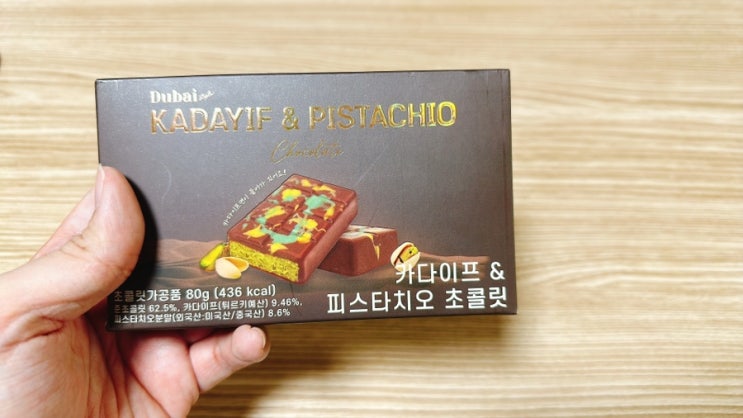 Dubai style
KADAYIF & PISTACHIO
Chocolate
카다이프 &
피스타치오 초콜릿
초콜릿가공품 80g (436 kcal)
준초콜릿 62.5%, 카다이프(튀르키예산) 9.46%,
피스타치오분말(외국산:미국산/중국산) 8.6%